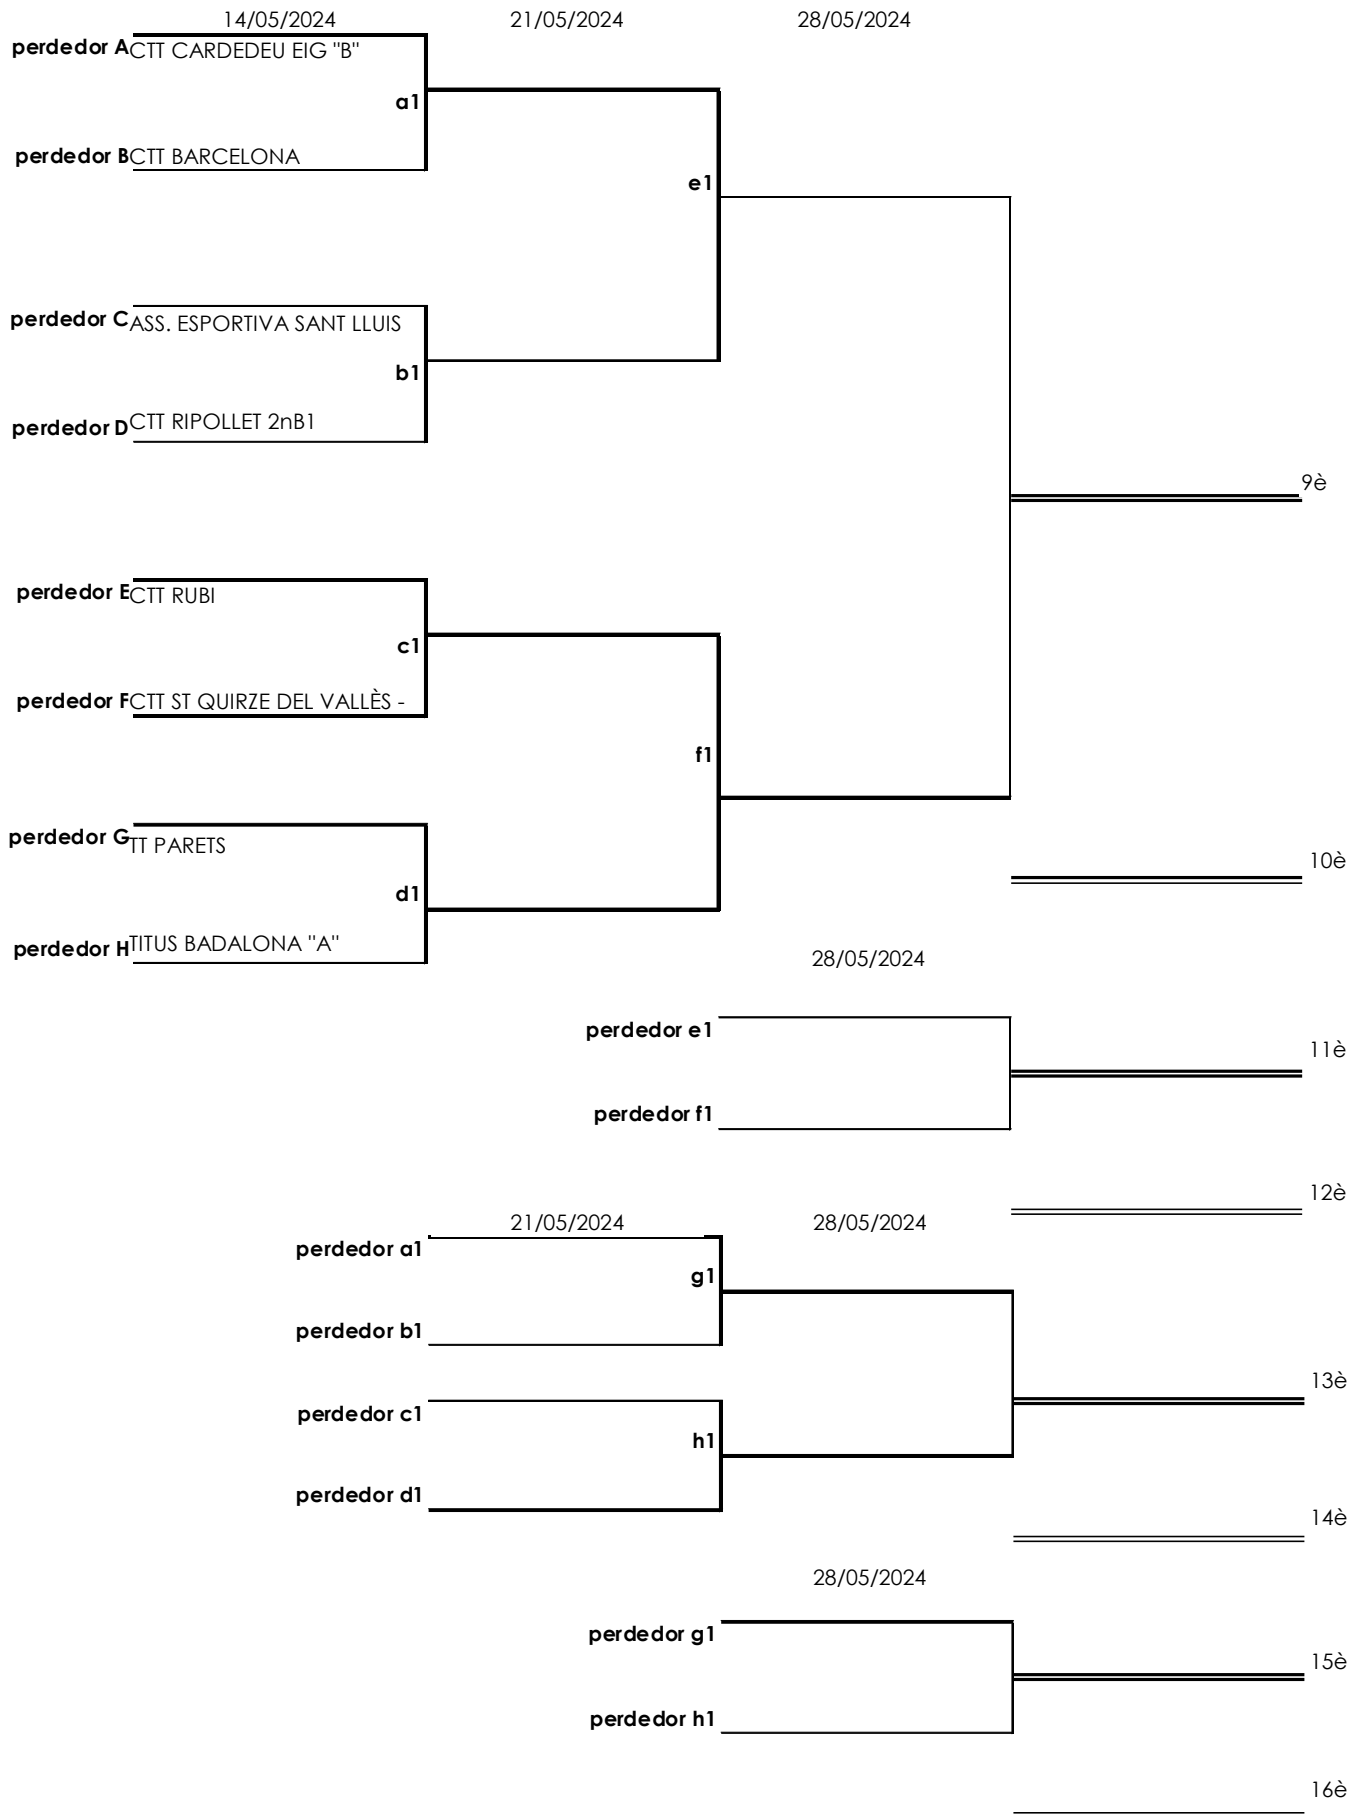 14/05/2024 21/05/2024 28/05/2024
perdedor A CTT CARDEDEU EIG "B"
a1
perdedor B CTT BARCELONA
e1
perdedor C ASS. ESPORTIVA SANT LLUIS
b1
perdedor D CTT RIPOLLET 2nB1
9è
perdedor E CTT RUBI
c1
perdedor F CTT ST QUIRZE DEL VALLÈS -
f1
perdedor G TT PARETS
10è
d1
perdedor H TITUS BADALONA "A"
28/05/2024
perdedor e1
11è
perdedor f1
12è
21/05/2024 28/05/2024
perdedor a1
g1
perdedor b1
13è
perdedor c1
h1
perdedor d1
14è
28/05/2024
perdedor g1
15è
perdedor h1
16è